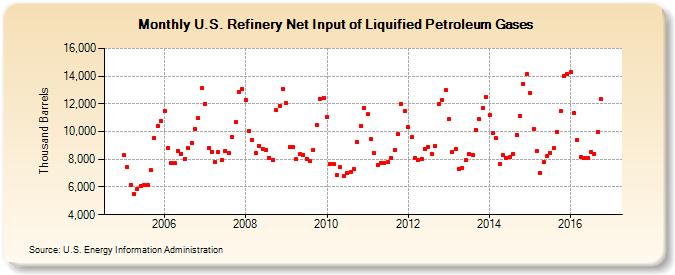 Monthly U.S. Refinery Net Input of Liquified Petroleum Gases
Thousand Barrels
16,000
14,000
12,000
10,000
8,000
6,000
4,000
2006 2008 2010 2012 2014 2016
Source: U.S. Energy Information Administration